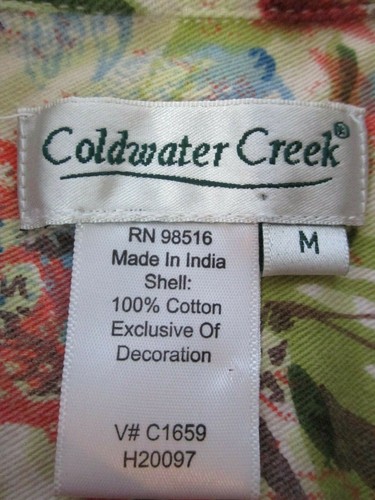 Coldwater Creek®
M
RN 98516
Made In India
Shell:
100% Cotton
Exclusive Of
Decoration
V# C1659
H20097